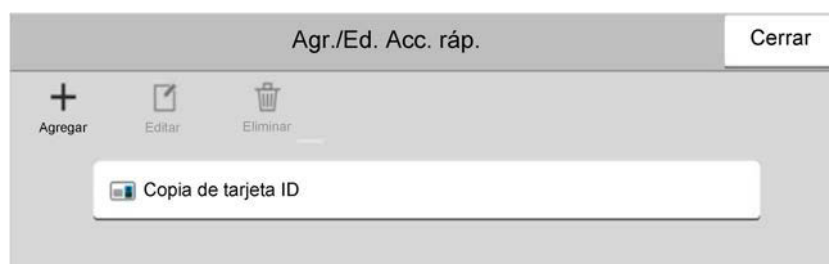 Agr./Ed. Acc. ráp.
Cerrar
Agregar
Editar
Eliminar
Copia de tarjeta ID